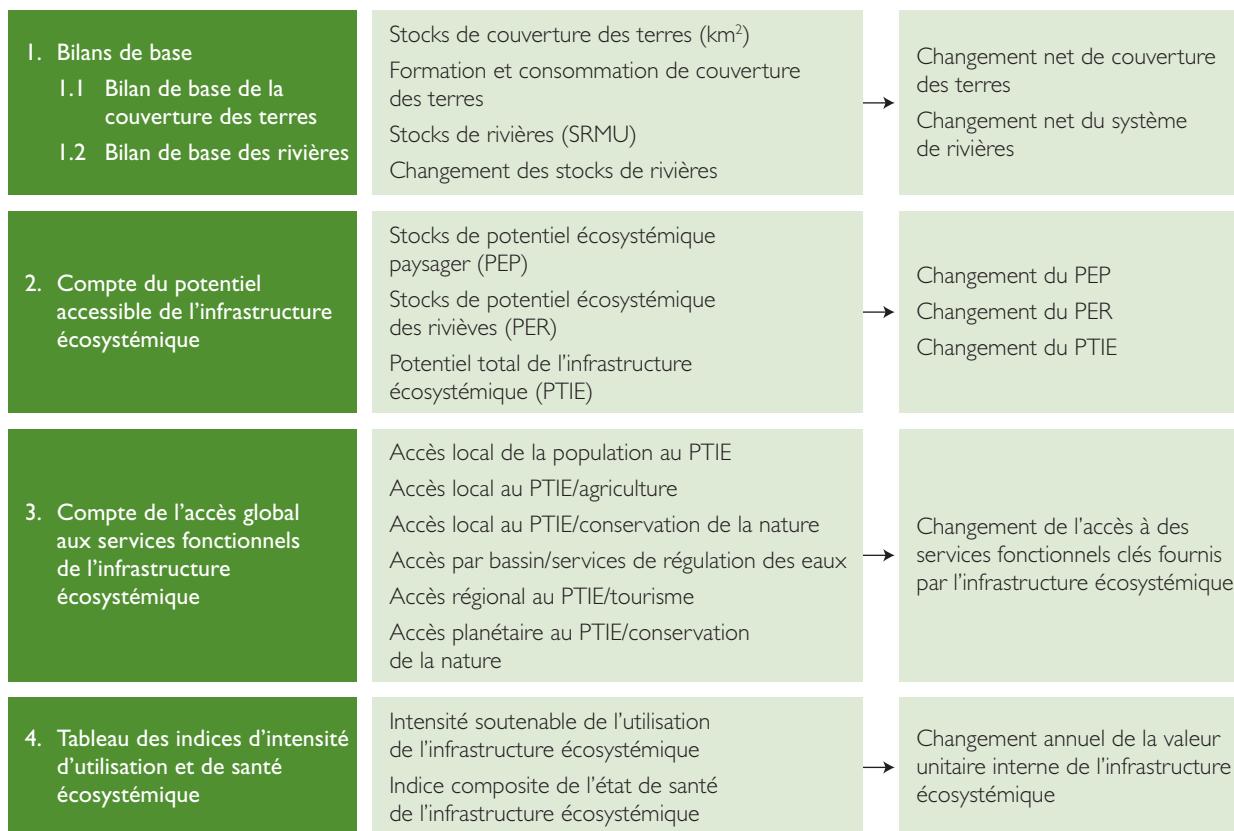 1. Bilans de base
1.1 Bilan de base de la
couverture des terres
1.2 Bilan de base des rivières
Stocks de couverture des terres (km²)
Formation et consommation de couverture
des terres
Stocks de rivières (SRMU)
Changement des stocks de rivières
Changement net de couverture
des terres
Changement net du système
de rivières
2. Compte du potentiel
accessible de l'infrastructure
écosystémique
Stocks de potentiel écosystémique
paysager (PEP)
Stocks de potentiel écosystémique
des rivièves (PER)
Potentiel total de l'infrastructure
écosystémique (PTIE)
Changement du PEP
Changement du PER
Changement du PTIE
3. Compte de l'accès global
aux services fonctionnels
de l'infrastructure
écosystémique
Accès local de la population au PTIE
Accès local au PTIE/agriculture
Accès local au PTIE/conservation de la nature
Accès par bassin/services de régulation des eaux
Accès régional au PTIE/tourisme
Accès planétaire au PTIE/conservation
de la nature
Changement de l'accès à des
services fonctionnels clés fournis
par l'infrastructure écosystémique
4. Tableau des indices d'intensité
d'utilisation et de santé
écosystémique
Intensité soutenable de l'utilisation
de l'infrastructure écosystémique
Indice composite de l'état de santé
de l'infrastructure écosystémique
Changement annuel de la valeur
unitaire interne de l'infrastructure
écosystémique